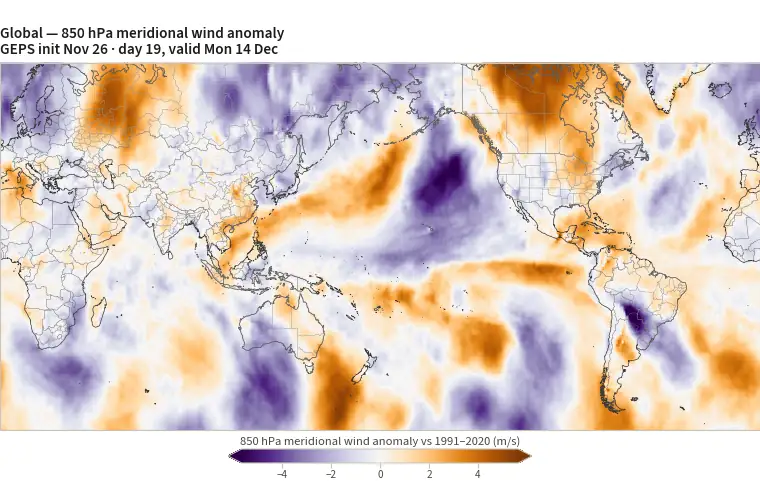 Global — 850 hPa meridional wind anomaly
GEPS init Nov 26 · day 19, valid Mon 14 Dec
850 hPa meridional wind anomaly vs 1991–2020 (m/s)
−4 −2 0 2 4